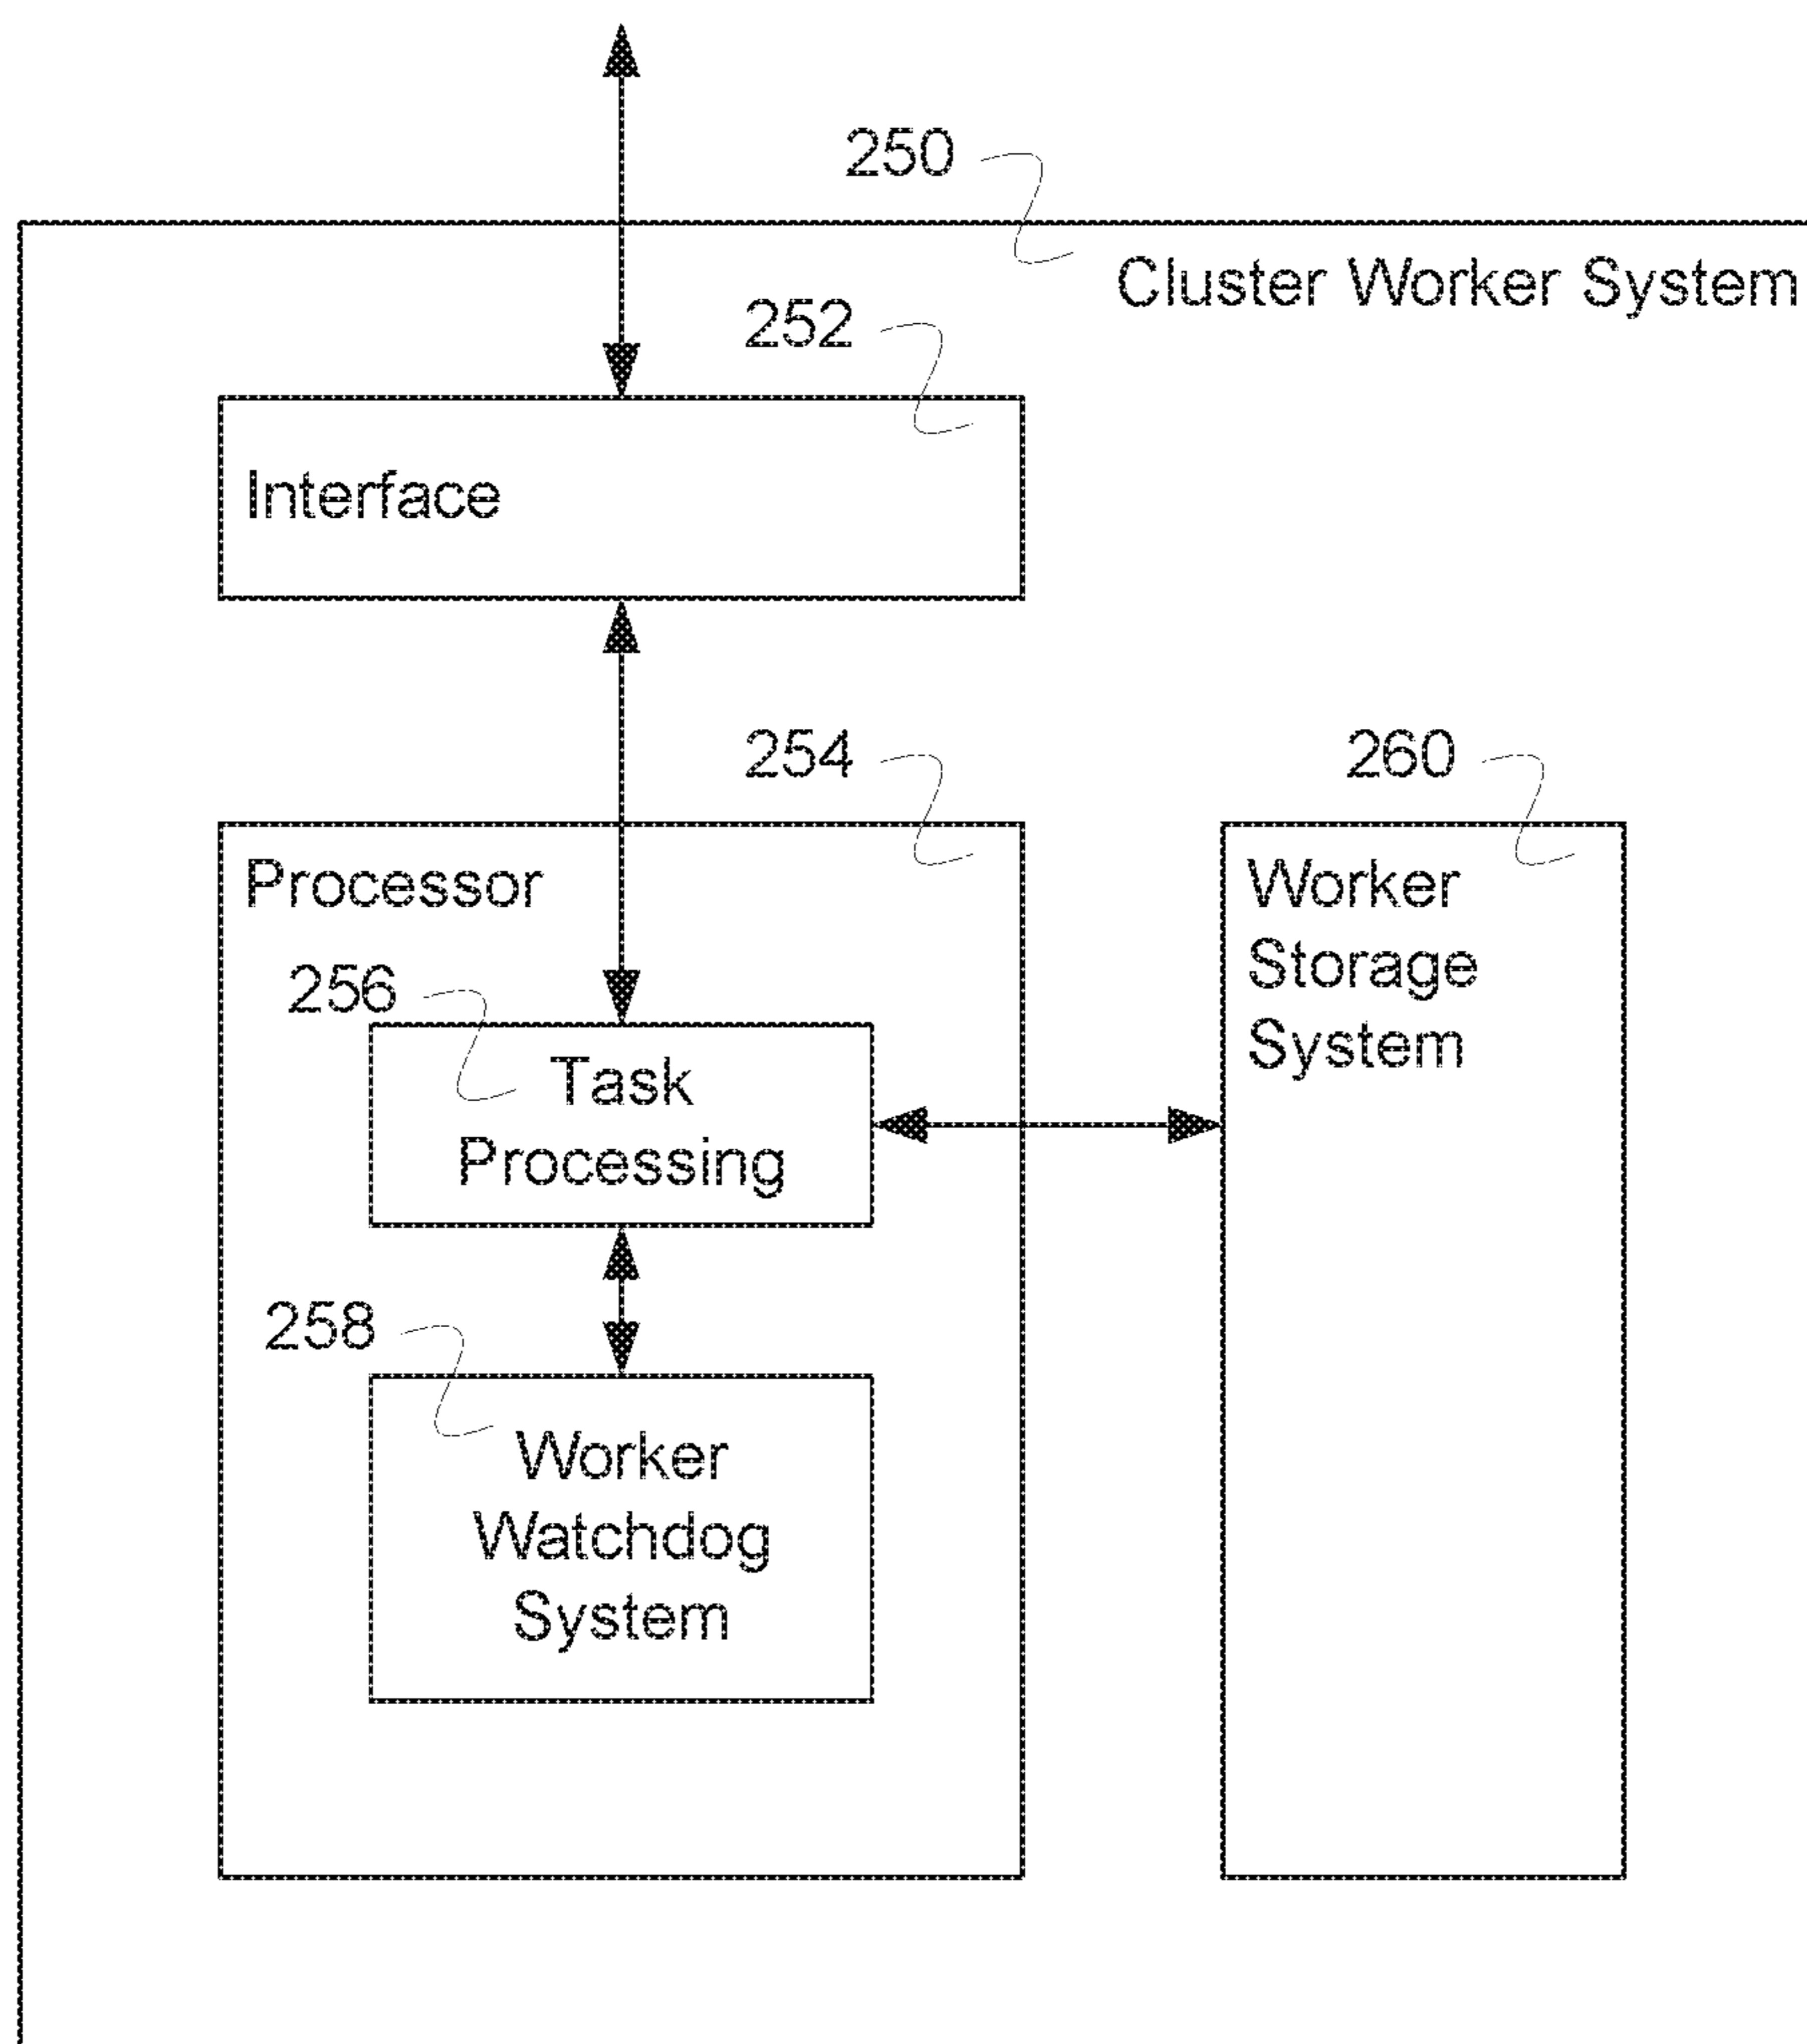 250
Cluster Worker System
252
Interface
254
260
Processor
Worker
Storage
System
256
Task
Processing
258
Worker
Watchdog
System